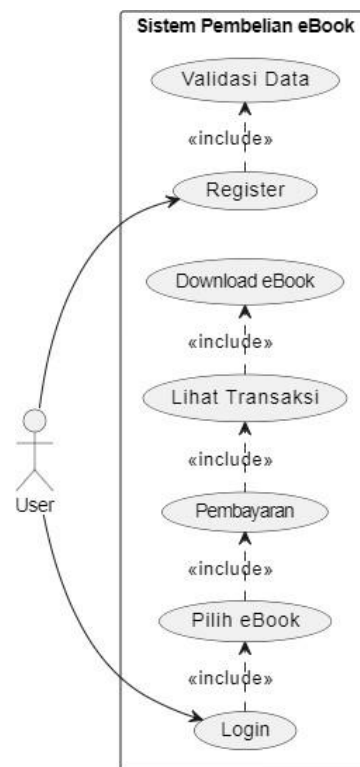 Sistem Pembelian eBook
Validasi Data
«include»
Register
Download eBook
«include»
Lihat Transaksi
«include»
User
Pembayaran
«include»
Pilih eBook
«include»
Login